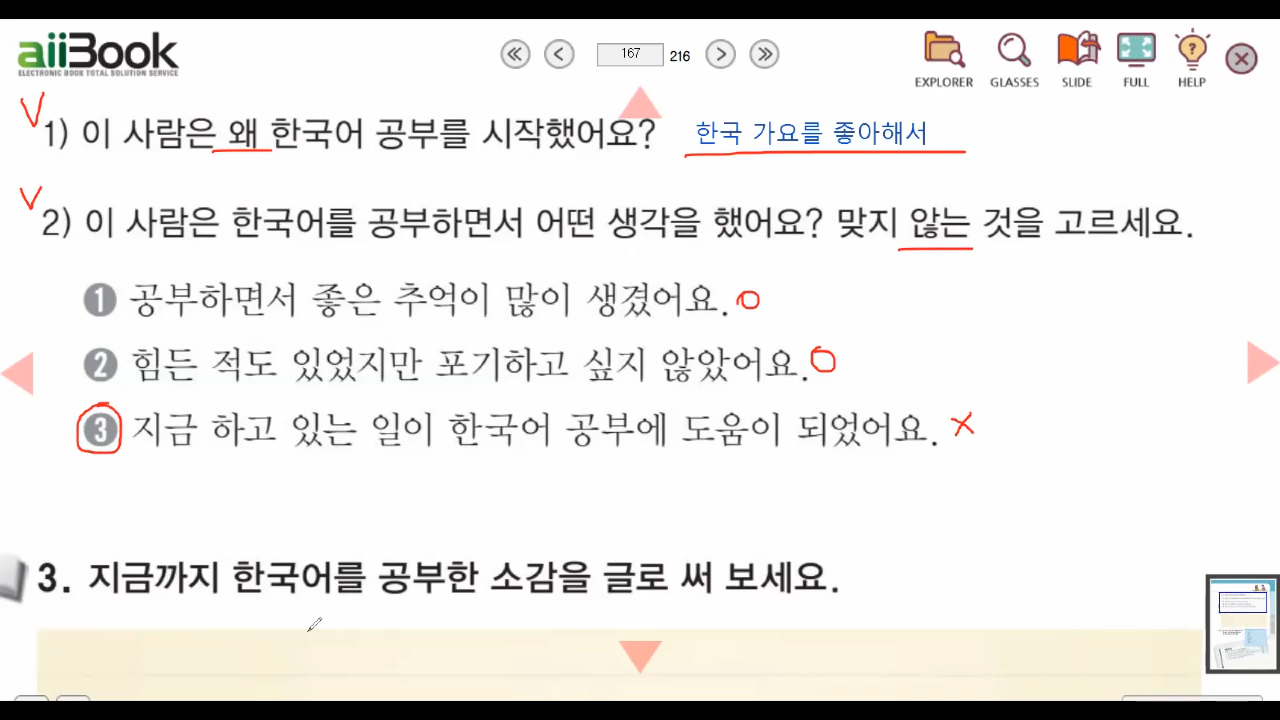 aiiBook
ELECTRONIC BOOK TOTAL SOLUTION SERVICE
167 216
EXPLORER GLASSES SLIDE FULL HELP
1) 이 사람은 왜 한국어 공부를 시작했어요? 한국 가요를 좋아해서
2) 이 사람은 한국어를 공부하면서 어떤 생각을 했어요? 맞지 않는 것을 고르세요.
1 공부하면서 좋은 추억이 많이 생겼어요.
2 힘든 적도 있었지만 포기하고 싶지 않았어요.
3 지금 하고 있는 일이 한국어 공부에 도움이 되었어요.
3. 지금까지 한국어를 공부한 소감을 글로 써 보세요.